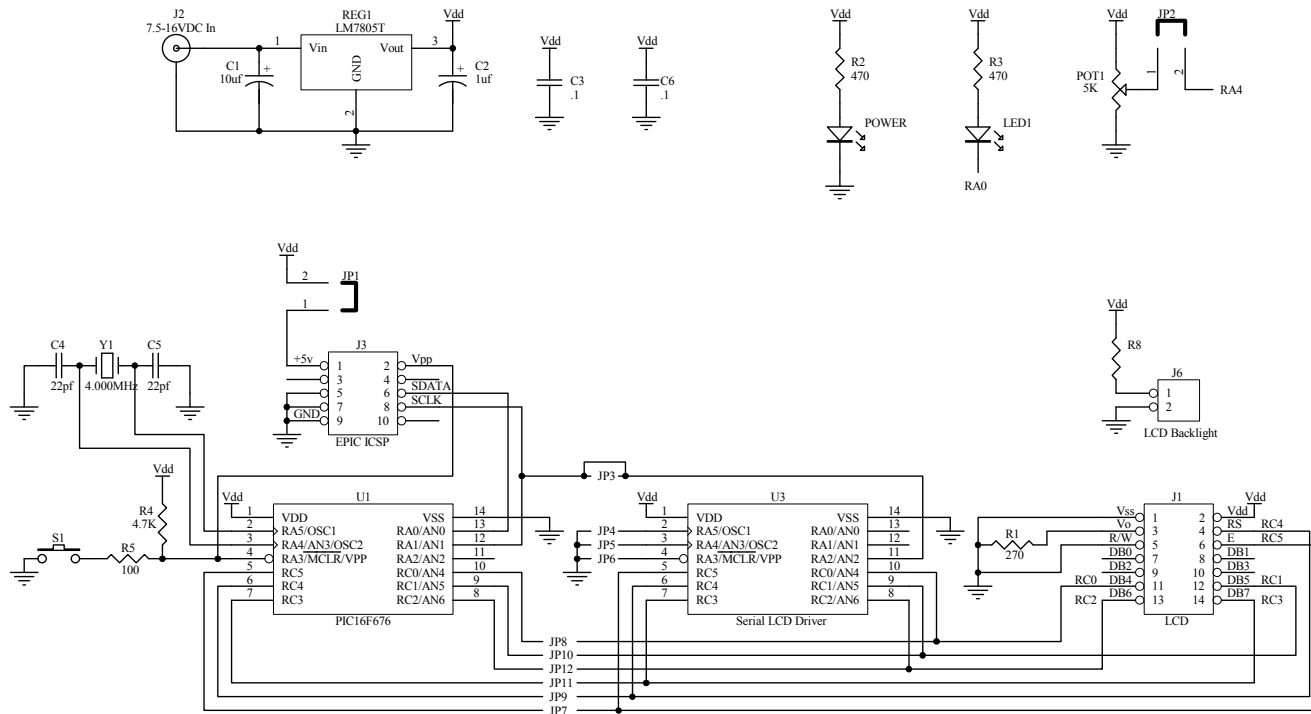 J2
7.5-16VDC In
REG1
LM7805T
Vin
Vout
GND
1
3
2
C1
10uf
+
Vdd
+
C2
1uf
Vdd
C3
.1
Vdd
C6
.1
Vdd
R2
470
POWER
Vdd
R3
470
LED1
RA0
Vdd
POT1
5K
JP2
1
2
RA4
Vdd
2
JP1
1
C4
22pf
Y1
4.000MHz
C5
22pf
J3
+5v
Vpp
1
2
3
4
SDATA
5
6
SCLK
7
8
GND
9
10
EPIC ICSP
Vdd
R8
J6
1
2
LCD Backlight
Vdd
R4
4.7K
S1
R5
100
Vdd
U1
1
VDD
VSS
14
2
RA5/OSC1
RA0/AN0
13
3
RA4/AN3/OSC2
RA1/AN1
12
4
RA3/MCLR/VPP
RA2/AN2
11
5
RC5
RC0/AN4
10
6
RC4
RC1/AN5
9
7
RC3
RC2/AN6
8
PIC16F676
JP3
JP4
JP5
JP6
Vdd
U3
1
VDD
VSS
14
2
RA5/OSC1
RA0/AN0
13
3
RA4/AN3/OSC2
RA1/AN1
12
4
RA3/MCLR/VPP
RA2/AN2
11
5
RC5
RC0/AN4
10
6
RC4
RC1/AN5
9
7
RC3
RC2/AN6
8
Serial LCD Driver
R1
270
J1
Vss
1
2
Vdd
Vo
3
4
RS
RC4
R/W
5
6
E
RC5
DB0
7
8
DB1
DB2
9
10
DB3
RC0
DB4
11
12
DB5
RC1
RC2
DB6
13
14
DB7
RC3
LCD
JP8
JP10
JP12
JP11
JP9
JP7